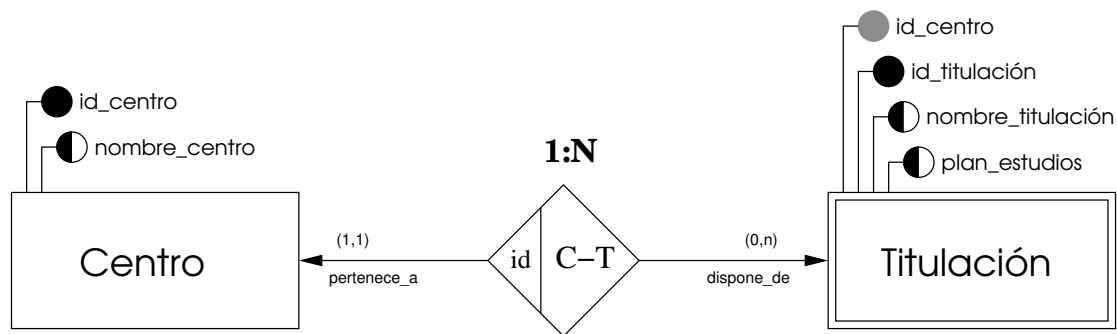 id_centro
id_titulación
id_centro
nombre_titulación
nombre_centro
1:N
plan_estudios
(1,1)
(0,n)
Centro
id
C–T
Titulación
pertenece_a
dispone_de